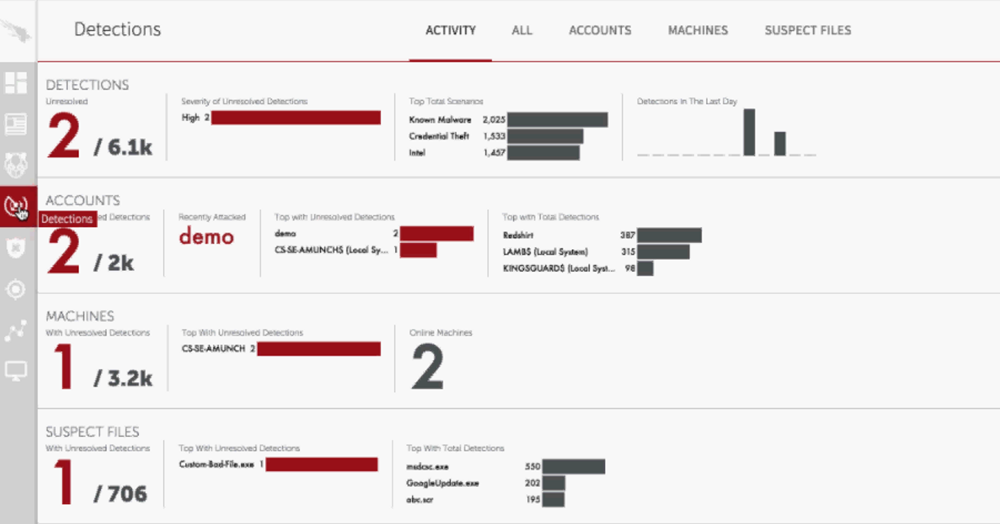 Detections
ACTIVITY ALL ACCOUNTS MACHINES SUSPECT FILES
DETECTIONS
Unresolved
2 / 6.1k
Severity of Unresolved Detections
High 2
Top Total Scenarios
Known Malware 2,025
Credential Theft 1,533
Intel 1,457
Detections In The Last Day
ACCOUNTS
Detections
ed Detections
2 / 2k
Recently Attacked
demo
Top with Unresolved Detections
demo 2
CS-SE-AMUNCH$ (Local Sy... 1
Top with Total Detections
Redshirt 387
LAMB$ (Local System) 315
KINGSGUARD$ (Local Syst... 98
MACHINES
With Unresolved Detections
1 / 3.2k
Top With Unresolved Detections
CS-SE-AMUNCH 2
Online Machines
2
SUSPECT FILES
With Unresolved Detections
1 / 706
Top With Unresolved Detections
Custom-Bad-File.exe 1
Top With Total Detections
msdcsc.exe 550
GoogleUpdate.exe 202
abc.scr 195